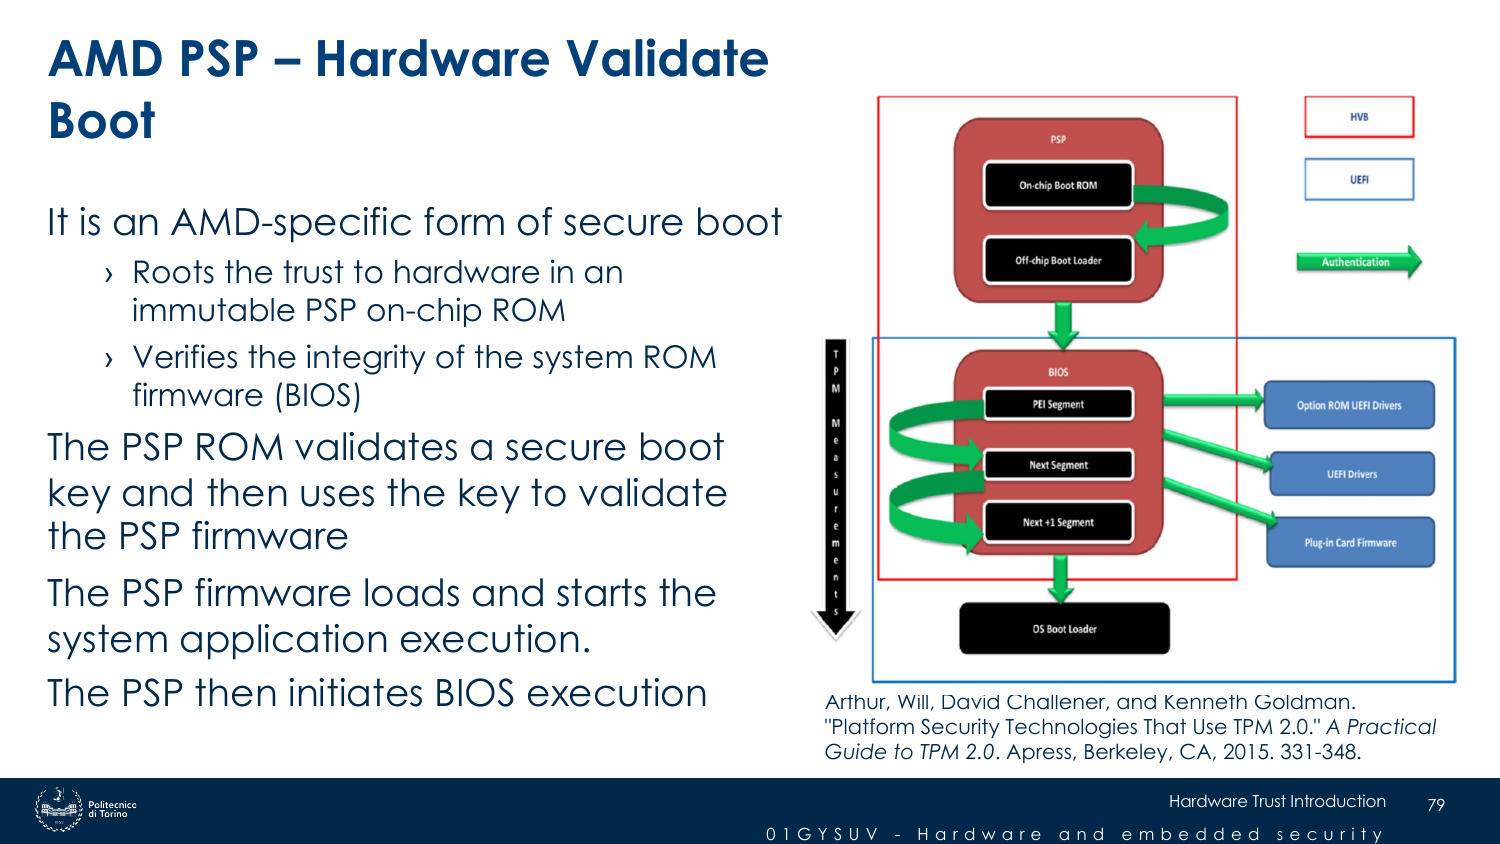 AMD PSP – Hardware Validate
Boot
It is an AMD-specific form of secure boot
› Roots the trust to hardware in an
immutable PSP on-chip ROM
› Verifies the integrity of the system ROM
firmware (BIOS)
The PSP ROM validates a secure boot
key and then uses the key to validate
the PSP firmware
The PSP firmware loads and starts the
system application execution.
The PSP then initiates BIOS execution
HVB
UEFI
Authentication
PSP
On-chip Boot ROM
Off-chip Boot Loader
TPM Measurements
BIOS
PEI Segment
Next Segment
Next +1 Segment
Option ROM UEFI Drivers
UEFI Drivers
Plug-in Card Firmware
OS Boot Loader
Arthur, Will, David Challener, and Kenneth Goldman.
"Platform Security Technologies That Use TPM 2.0." A Practical
Guide to TPM 2.0. Apress, Berkeley, CA, 2015. 331-348.
Politecnico
di Torino
Hardware Trust Introduction
79
01GYSUV - Hardware and embedded security